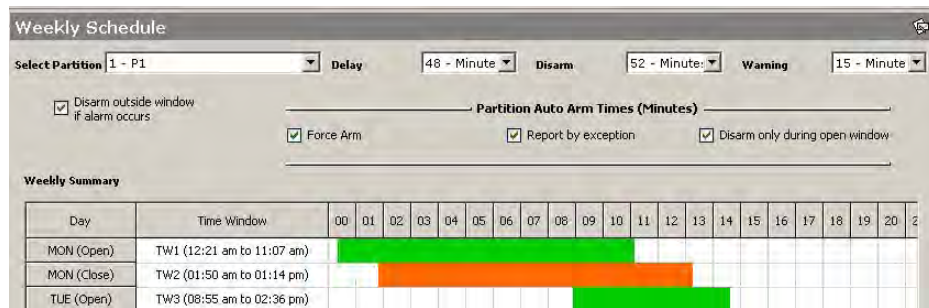 Weekly Schedule
Select Partition 1 - P1 Delay 48 - Minute Disarm 52 - Minute: Warning 15 - Minute
Disarm outside window
if alarm occurs
Partition Auto Arm Times (Minutes)
Force Arm Report by exception Disarm only during open window
Weekly Summary
Day Time Window 00 01 02 03 04 05 06 07 08 09 10 11 12 13 14 15 16 17 18 19 20
MON (Open) TW1 (12:21 am to 11:07 am)
MON (Close) TW2 (01:50 am to 01:14 pm)
TUE (Open) TW3 (08:55 am to 02:36 pm)